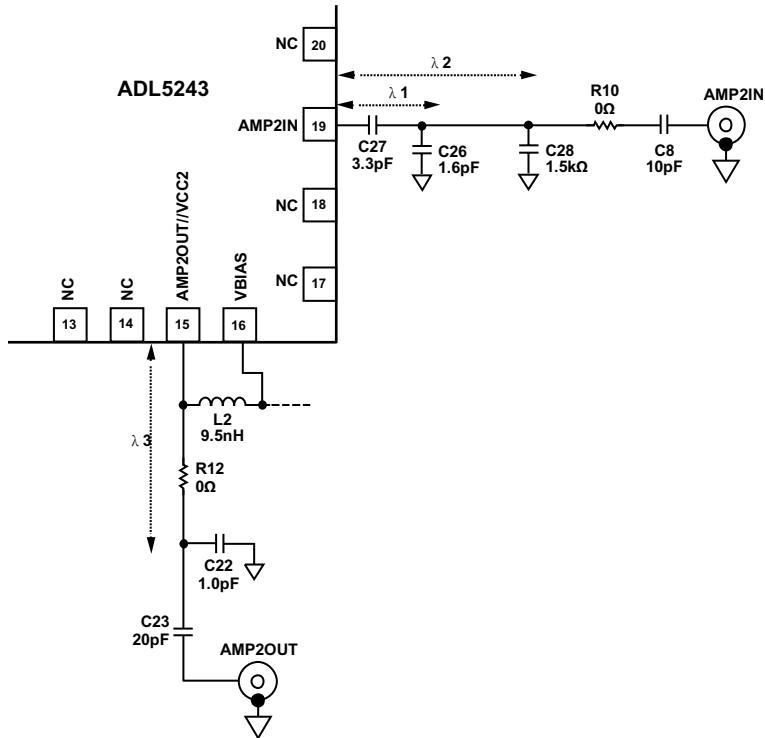 NC
20
ADL5243
λ 2
λ 1
AMP2IN
19
R10
0Ω
AMP2IN
C27
3.3pF
C26
1.6pF
C28
1.5kΩ
C8
10pF
NC
18
NC
17
NC
NC
AMP2OUT//VCC2
VBIAS
13
14
15
16
λ 3
L2
9.5nH
R12
0Ω
C22
1.0pF
C23
20pF
AMP2OUT